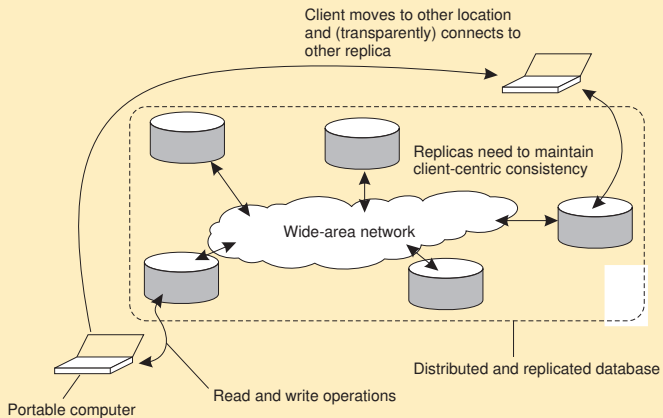 Client moves to other location
and (transparently) connects to
other replica
Replicas need to maintain
client-centric consistency
Wide-area network
Distributed and replicated database
Read and write operations
Portable computer